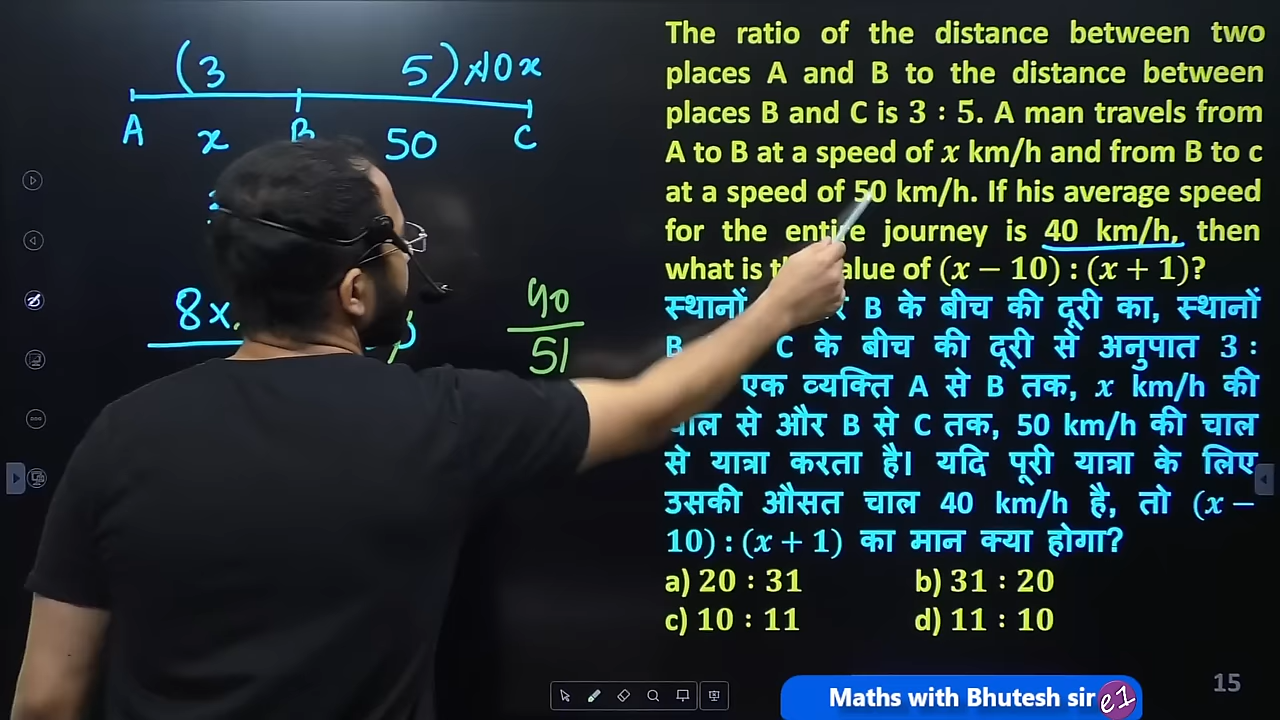 (3 5)×10x
A x B 50 C
8x
40
51
The ratio of the distance between two
places A and B to the distance between
places B and C is 3 : 5. A man travels from
A to B at a speed of x km/h and from B to c
at a speed of 50 km/h. If his average speed
for the entire journey is 40 km/h, then
what is value of (x − 10) : (x + 1)?
स्थानों B के बीच की दूरी का, स्थानों
B C के बीच की दूरी से अनुपात 3 :
एक व्यक्ति A से B तक, x km/h की
चाल से और B से C तक, 50 km/h की चाल
से यात्रा करता है। यदि पूरी यात्रा के लिए
उसकी औसत चाल 40 km/h है, तो (x −
10) : (x + 1) का मान क्या होगा?
a) 20 : 31 b) 31 : 20
c) 10 : 11 d) 11 : 10
15
Maths with Bhutesh sir e1